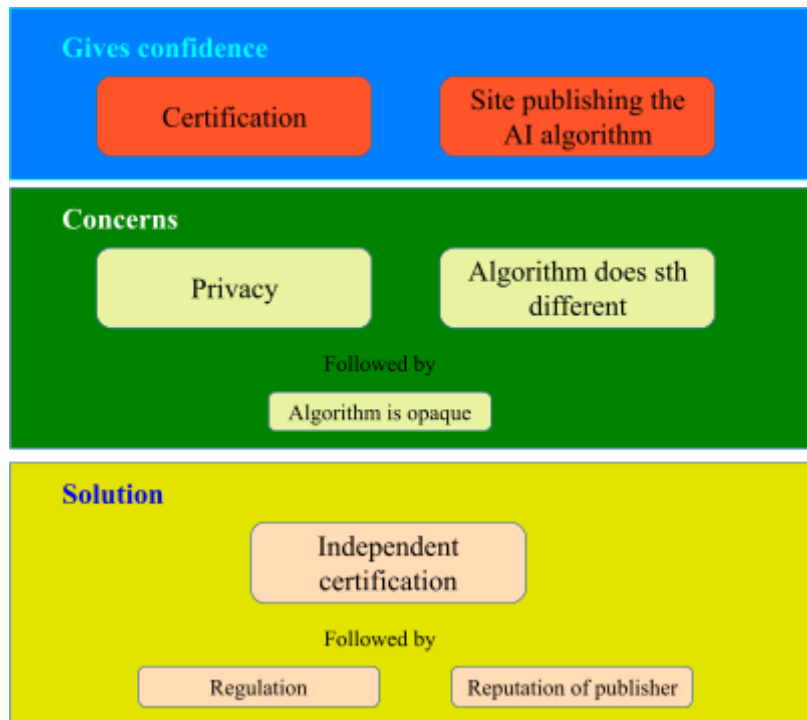 Gives confidence
Certification
Site publishing the
AI algorithm
Concerns
Privacy
Algorithm does sth
different
Followed by
Algorithm is opaque
Solution
Independent
certification
Followed by
Regulation
Reputation of publisher